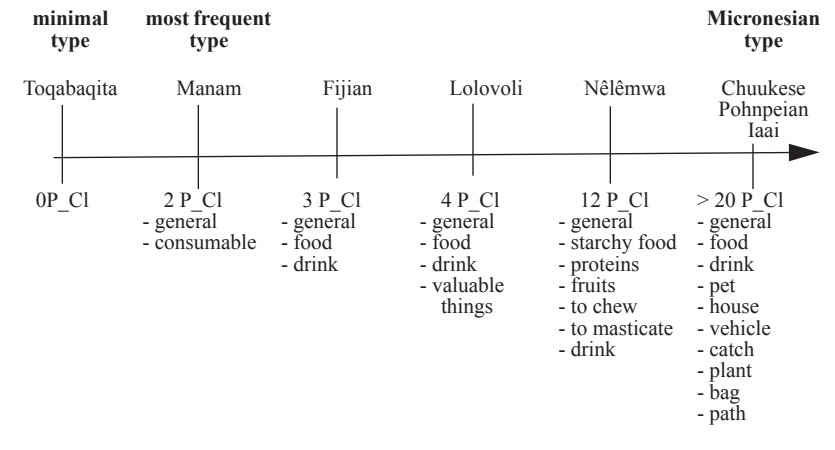 minimal type
most frequent type
Micronesian type
Toqabaqita
Manam
Fijian
Lolovoli
Nêlêmwa
Chuukese
Pohnpeian
Iaai
0P_Cl
2 P_Cl
- general
- consumable
3 P_Cl
- general
- food
- drink
4 P_Cl
- general
- food
- drink
- valuable
things
12 P_Cl
- general
- starchy food
- proteins
- fruits
- to chew
- to masticate
- drink
> 20 P_Cl
- general
- food
- drink
- pet
- house
- vehicle
- catch
- plant
- bag
- path